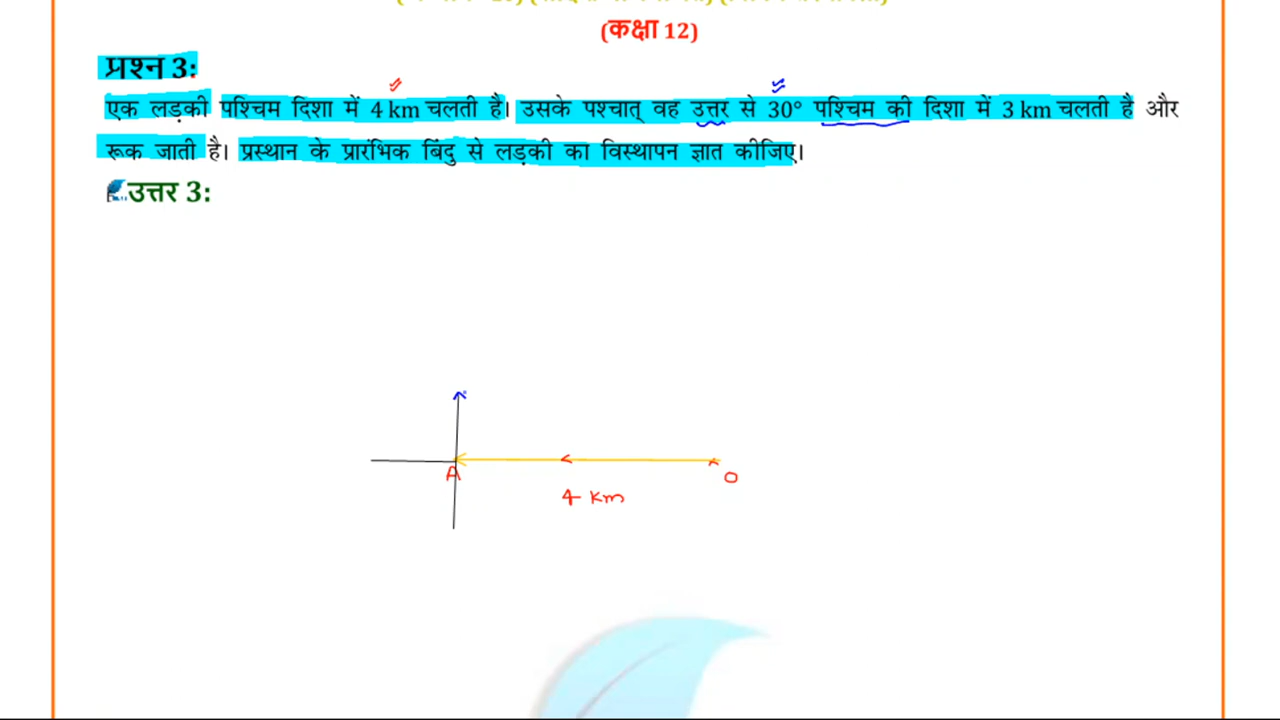 (कक्षा 12)
प्रश्न 3:
एक लड़की पश्चिम दिशा में 4 km चलती है। उसके पश्चात् वह उत्तर से 30° पश्चिम की दिशा में 3 km चलती है और
रूक जाती है। प्रस्थान के प्रारंभिक बिंदु से लड़की का विस्थापन ज्ञात कीजिए।
उत्तर 3:
A
O
4 km